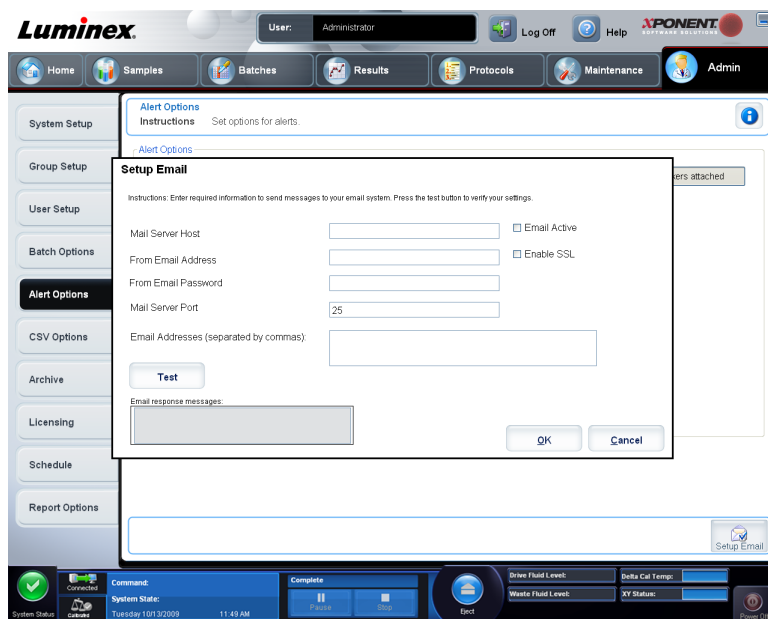 Luminex.
User: Administrator
Log Off
Help
XPONENT.
SOFTWARE SOLUTIONS
Home
Samples
Batches
Results
Protocols
Maintenance
Admin
System Setup
Group Setup
User Setup
Batch Options
Alert Options
CSV Options
Archive
Licensing
Schedule
Report Options
Alert Options
Instructions Set options for alerts.
Alert Options
kers attached
Setup Email
Instructions: Enter required information to send messages to your email system. Press the test button to verify your settings.
Mail Server Host
Email Active
From Email Address
Enable SSL
From Email Password
Mail Server Port
25
Email Addresses (separated by commas):
Test
Email response messages:
OK
Cancel
Setup Email
System Status
Connected
Calibrated
Command:
System State:
Tuesday 10/13/2009 11:49 AM
Complete
Pause
Stop
Eject
Drive Fluid Level:
Waste Fluid Level:
Delta Cal Temp:
XY Status:
Power Off